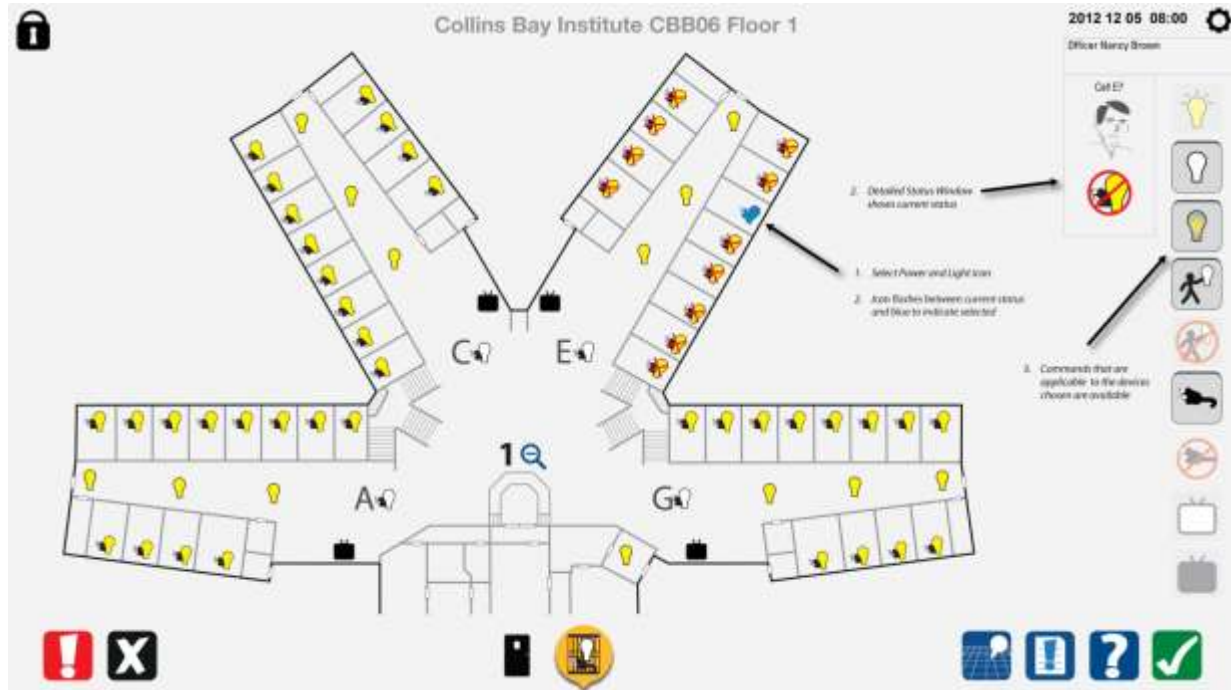 Collins Bay Institute CBB06 Floor 1
2012 12 05 08:00
Officer Nancy Brown
Cell E7
2. Detailed Status Window
shows current status
1. Select Power and Light Icon
2. Icon flashes between current status
and blue to indicate selected
3. Commands that are
applicable to the devices
chosen are available
C
E
1
A
G